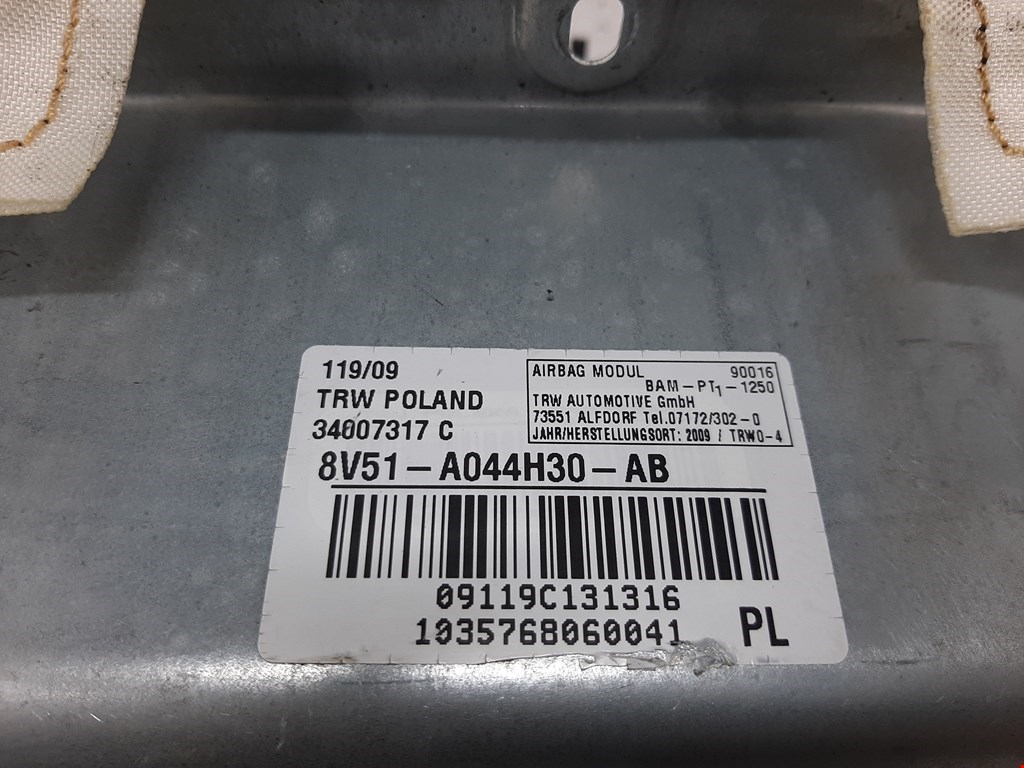 119/09
TRW POLAND
34007317 C
AIRBAG MODUL 90016
BAM-PT1-1250
TRW AUTOMOTIVE GmbH
73551 ALFDORF Tel.07172/302-0
JAHR/HERSTELLUNGSORT: 2009 / TRWO-4
8V51-A044H30-AB
09119C131316
1035768060041
PL